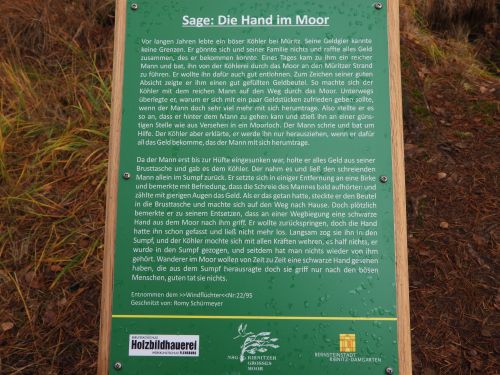 Sage: Die Hand im Moor
Vor langen Jahren lebte ein böser Köhler bei Müritz. Seine Geldgier kannte
keine Grenzen. Er gönnte sich und seiner Familie nichts und raffte alles Geld
zusammen, des er bekommen konnte. Eines Tages kam zu ihm ein reicher
Mann und bat, ihn von der Köhlerei durch das Moor an den Müritzer Strand
zu führen. Er wollte ihn dafür auch gut entlohnen. Zum Zeichen seiner guten
Absicht zeigte er ihm einen gut gefüllten Geldbeutel. So machte sich der
Köhler mit dem reichen Mann auf den Weg durch das Moor. Unterwegs
überlegte er, warum er sich mit ein paar Geldstücken zufrieden geben sollte,
wenn der Mann doch sehr viel mehr mit sich herumtrage. Also stellte er es
so an, dass er hinter dem Mann zu gehen kam und stieß ihn an einer güns-
tigen Stelle wie aus Versehen in ein Moorloch. Der Mann schrie und bat um
Hilfe. Der Köhler aber erklärte, er werde ihn nur herausziehen, wenn er dafür
all das Geld bekomme, das der Mann mit sich herumtrage.
Da der Mann erst bis zur Hüfte eingesunken war, holte er alles Geld aus seiner
Brusttasche und gab es dem Köhler. Der nahm es und ließ den schreienden
Mann allein im Sumpf zurück. Er setzte sich in einiger Entfernung an eine Birke
und bemerkte mit Befriedigung, dass die Schreie des Mannes bald aufhörten und
zählte mit gierigen Augen das Geld. Als er das getan hatte, steckte er den Beutel
in die Brusttasche und machte sich auf den Weg nach Hause. Doch plötzlich
bemerkte er zu seinem Entsetzen, dass an einer Wegbiegung eine schwarze
Hand aus dem Moor nach ihm griff. Er wollte zurückspringen, doch die Hand
hatte ihn schon gefasst und ließ nicht mehr los. Langsam zog sie ihn in den
Sumpf, und der Köhler mochte sich mit allen Kräften wehren, es half nichts, er
wurde in den Sumpf gezogen, und seitdem hat man nichts wieder von ihm
gehört. Wanderer im Moor wollen von Zeit zu Zeit eine schwarze Hand gesehen
haben, die aus dem Sumpf herausragte doch sie griff nur nach den bösen
Menschen, guten tat sie nichts.
Entnommen dem >>Windflüchter<<Nr:22/95
Geschnitzt von: Romy Schürmeyer
Holzbildhauerei
FLENSBURG
NSG RIBNITZER
GROSSES
MOOR
BERNSTEINSTADT
RIBNITZ-DAMGARTEN